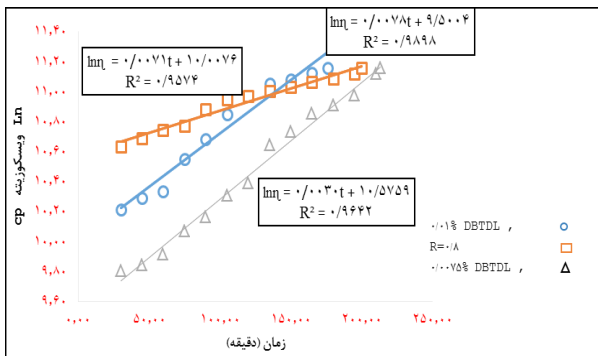 lnη = ۰/۰۰۷۸t + ۹/۵۰۰۴
R² = ۰/۹۸۹۸
lnη = ۰/۰۰۷۱t + ۱۰/۰۰۷۶
R² = ۰/۹۵۷۴
lnη = ۰/۰۰۳۰t + ۱۰/۵۷۵۹
R² = ۰/۹۶۴۲
۱۱,۴۰
۱۱,۲۰
۱۱,۰۰
۱۰,۸۰
۱۰,۶۰
۱۰,۴۰
۱۰,۲۰
۱۰,۰۰
۹,۸۰
۹,۶۰
Ln ویسکوزیته cp
۰/۰۱% DBTDL ,
R=۰/۸
۰/۰۰۷۵% DBTDL ,
۰,۰۰
۵۰,۰۰
۱۰۰,۰۰
۱۵۰,۰۰
۲۰۰,۰۰
۲۵۰,۰۰
زمان (دقیقه)